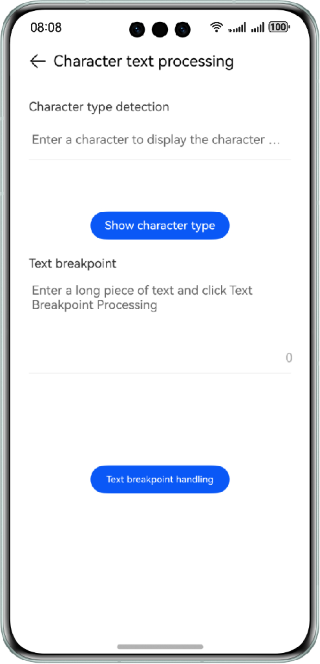 08:08
100
Character text processing
Character type detection
Enter a character to display the character ...
Show character type
Text breakpoint
Enter a long piece of text and click Text
Breakpoint Processing
0
Text breakpoint handling